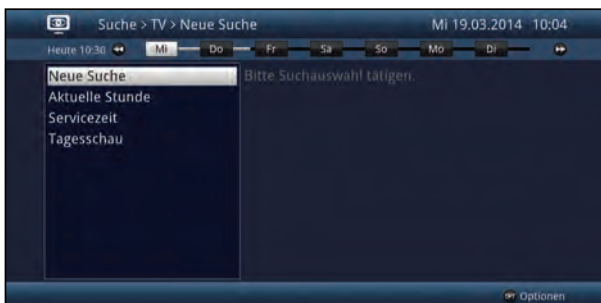 Suche > TV > Neue Suche Mi 19.03.2014 10:04
Heute 10:30 Mi Do Fr Sa So Mo Di
Neue Suche Bitte Suchauswahl tätigen.
Aktuelle Stunde
Servicezeit
Tagesschau
OPT Optionen